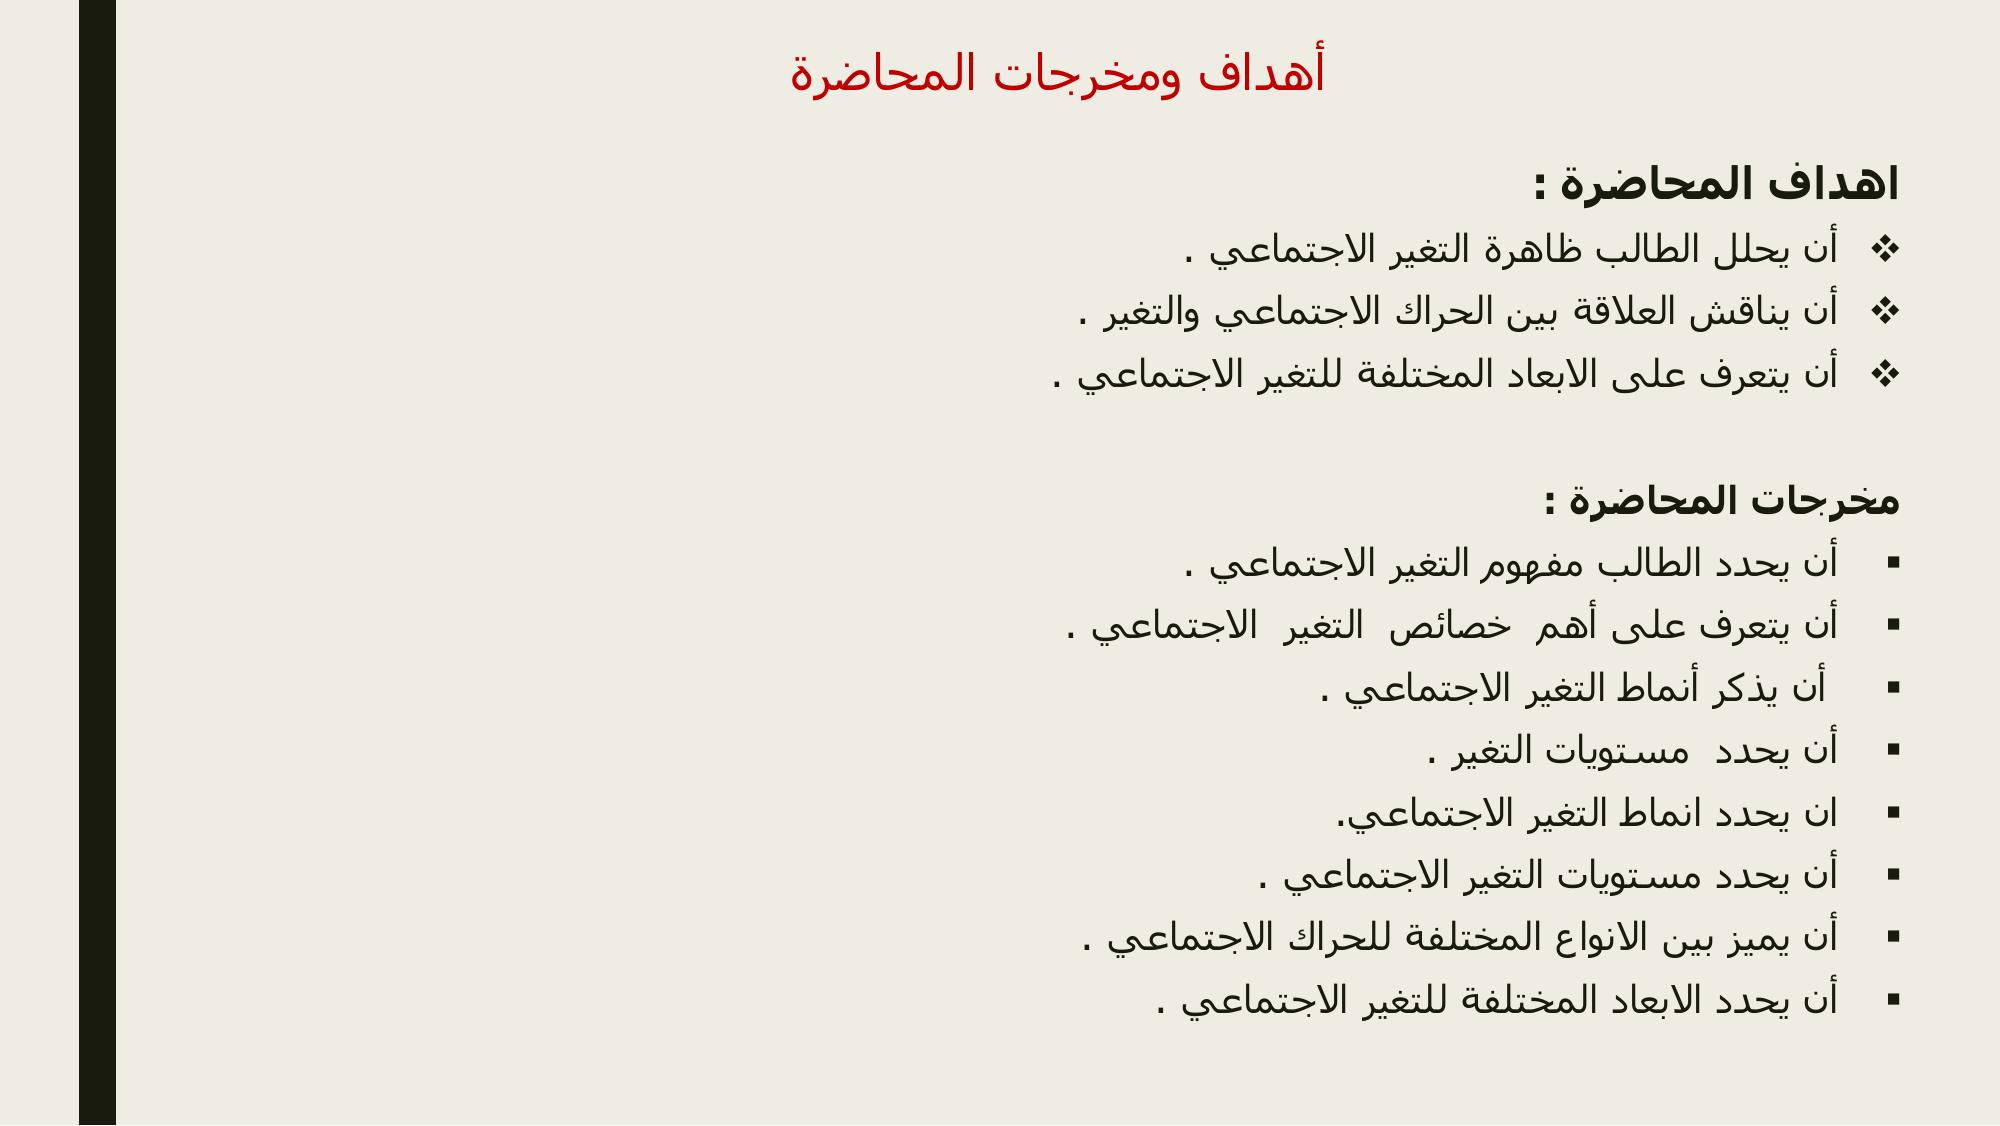 أهداف ومخرجات المحاضرة
اهداف المحاضرة :
❖ أن يحلل الطالب ظاهرة التغير الاجتماعي .
❖ أن يناقش العلاقة بين الحراك الاجتماعي والتغير .
❖ أن يتعرف على الابعاد المختلفة للتغير الاجتماعي .
مخرجات المحاضرة :
▪ أن يحدد الطالب مفهوم التغير الاجتماعي .
▪ أن يتعرف على أهم خصائص التغير الاجتماعي .
▪ أن يذكر أنماط التغير الاجتماعي .
▪ أن يحدد مستويات التغير .
▪ ان يحدد انماط التغير الاجتماعي.
▪ أن يحدد مستويات التغير الاجتماعي .
▪ أن يميز بين الانواع المختلفة للحراك الاجتماعي .
▪ أن يحدد الابعاد المختلفة للتغير الاجتماعي .